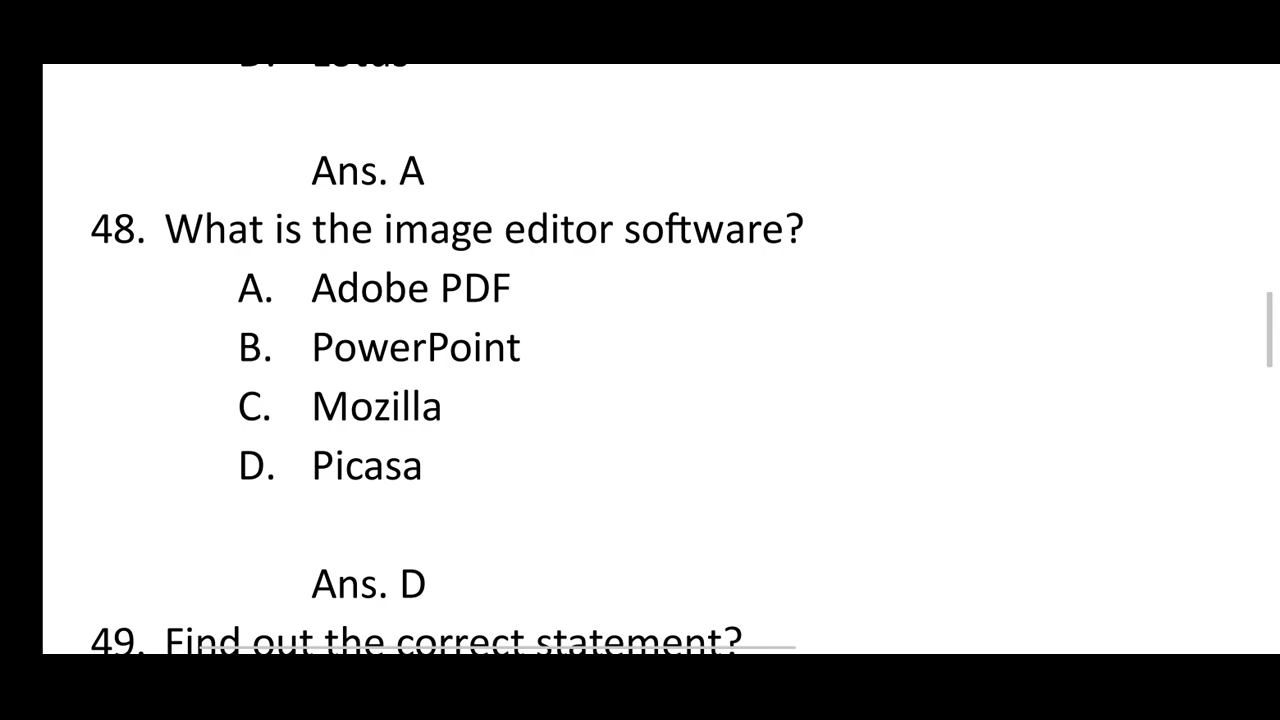 D. Lotus
Ans. A
48. What is the image editor software?
A. Adobe PDF
B. PowerPoint
C. Mozilla
D. Picasa
Ans. D
49. Find out the correct statement?